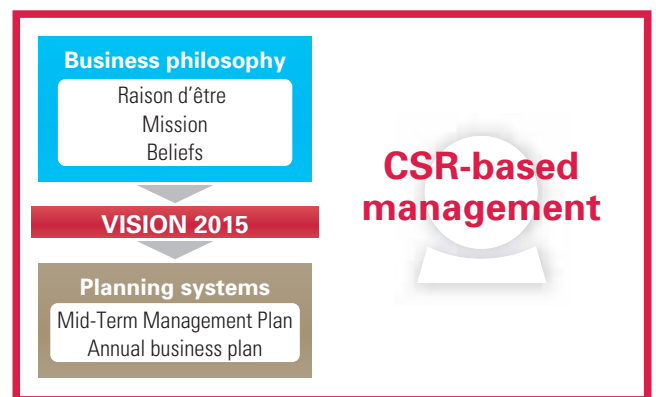 Business philosophy
Raison d'être
Mission
Beliefs
VISION 2015
Planning systems
Mid-Term Management Plan
Annual business plan
CSR-based
management